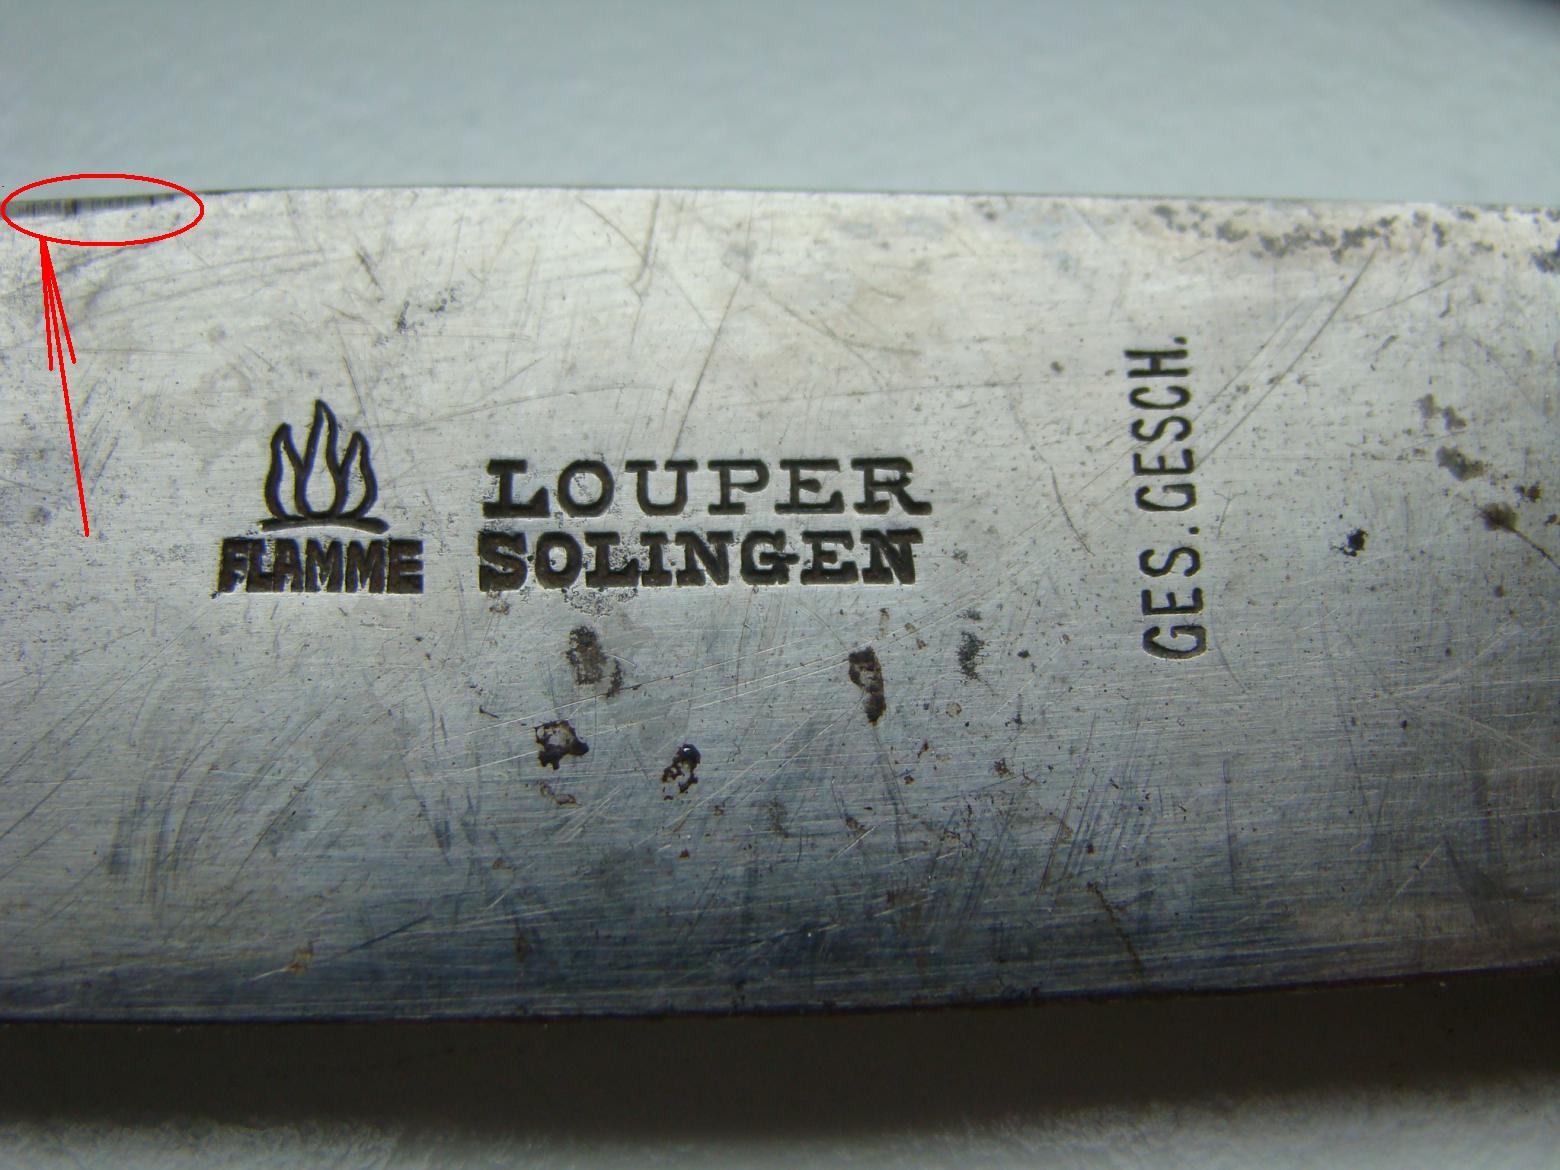 FLAMME
LOUPER
SOLINGEN
GES. GESCH.